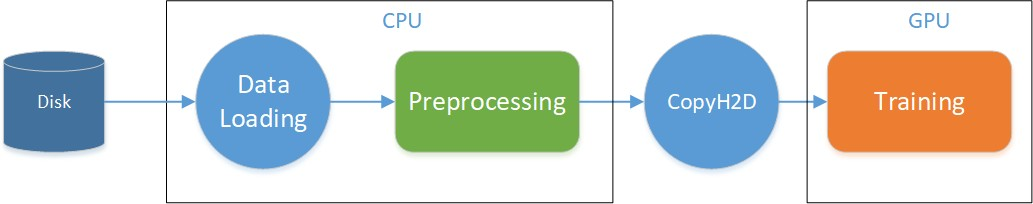 CPU
GPU
Disk
Data
Loading
Preprocessing
CopyH2D
Training